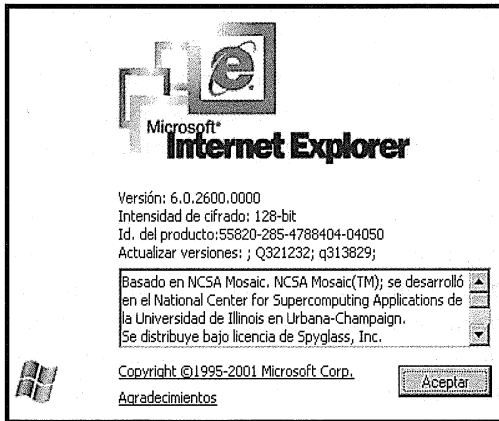 Microsoft®
Internet Explorer
Versión: 6.0.2600.0000
Intensidad de cifrado: 128-bit
Id. del producto:55820-285-4788404-04050
Actualizar versiones: ; Q321232; q313829;
Basado en NCSA Mosaic. NCSA Mosaic(TM); se desarrolló
en el National Center for Supercomputing Applications de
la Universidad de Illinois en Urbana-Champaign.
Se distribuye bajo licencia de Spyglass, Inc.
Copyright ©1995-2001 Microsoft Corp.
Aceptar
Agradecimientos